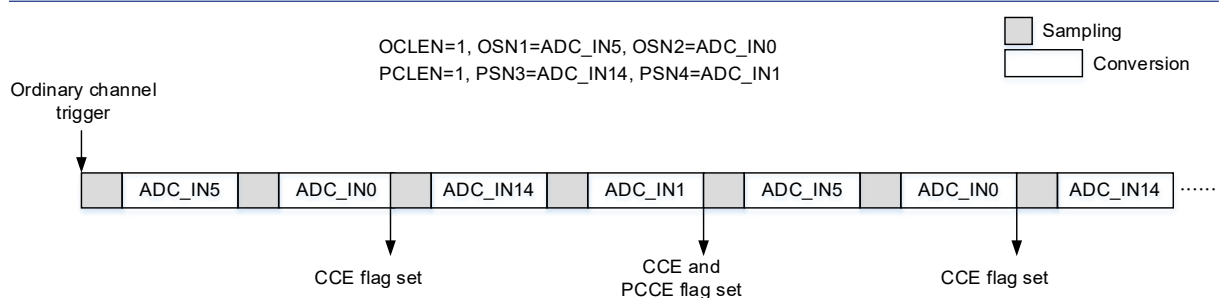 OCLEN=1, OSN1=ADC_IN5, OSN2=ADC_IN0
PCLEN=1, PSN3=ADC_IN14, PSN4=ADC_IN1
Sampling
Conversion
Ordinary channel
trigger
ADC_IN5 ADC_IN0 ADC_IN14 ADC_IN1 ADC_IN5 ADC_IN0 ADC_IN14 ······
CCE flag set
CCE and
PCCE flag set
CCE flag set